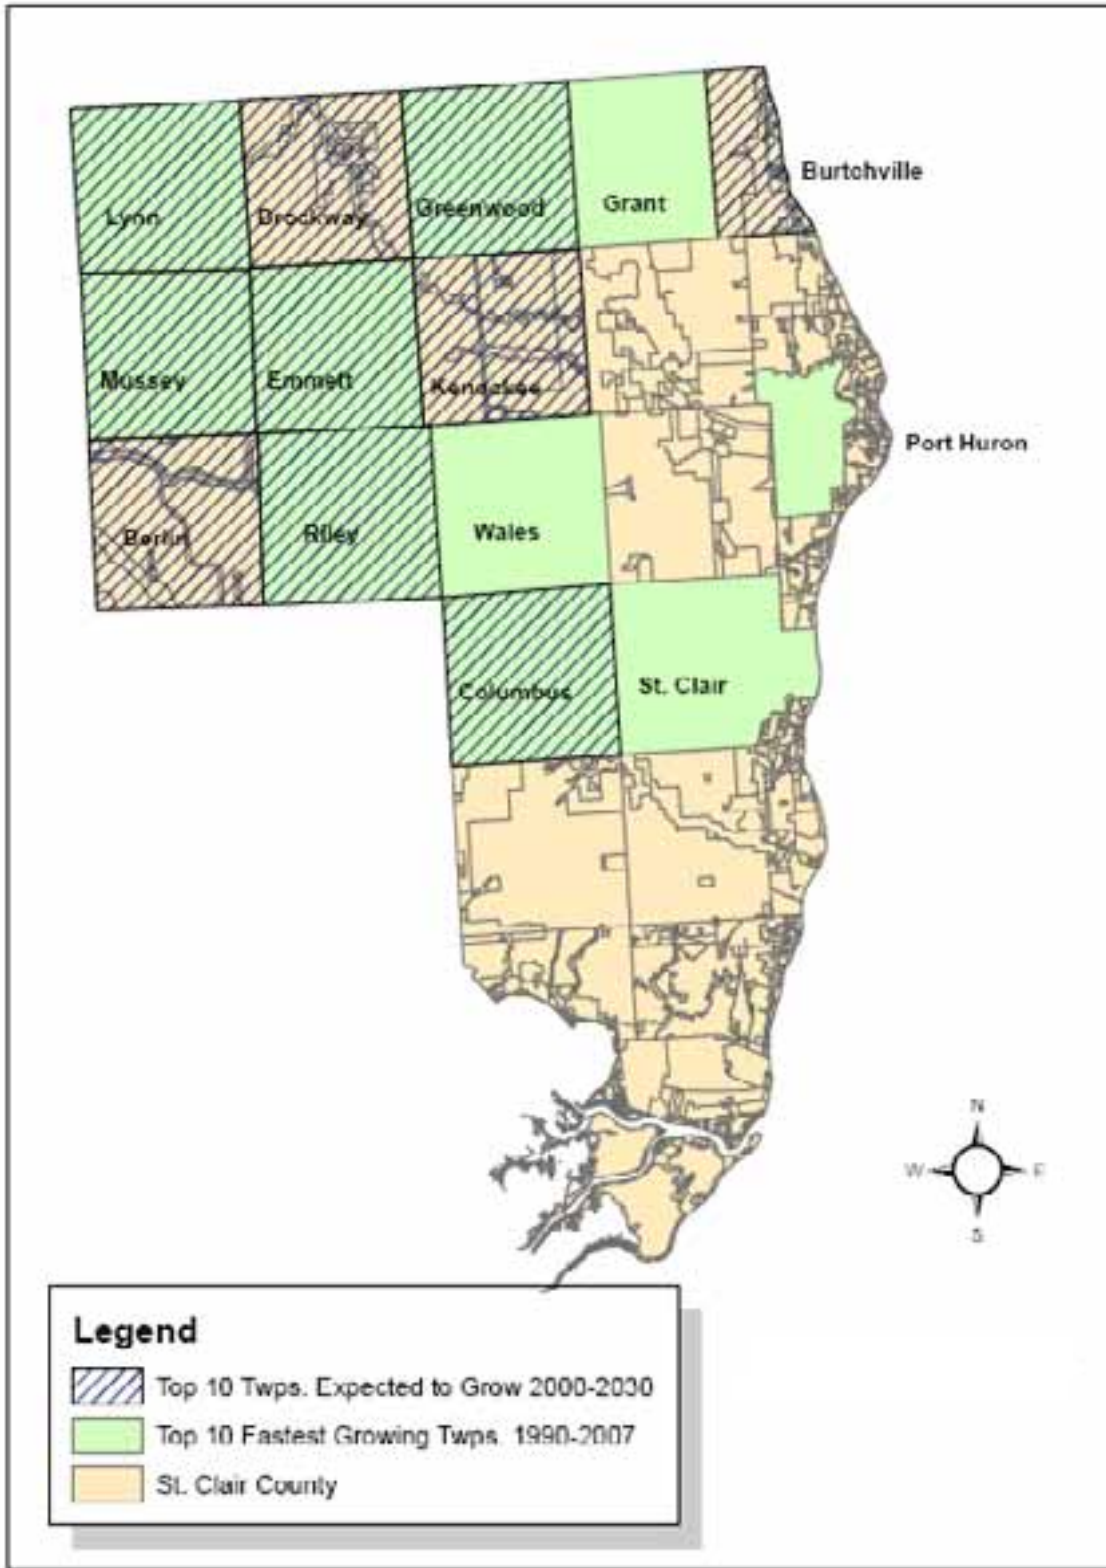 Burtchville
Lynn
Brockway
Greenwood
Grant
Mussey
Emmett
Kenockee
Port Huron
Berlin
Riley
Wales
Columbus
St. Clair
N
W
E
S
Legend
Top 10 Twps. Expected to Grow 2000-2030
Top 10 Fastest Growing Twps. 1990-2007
St. Clair County